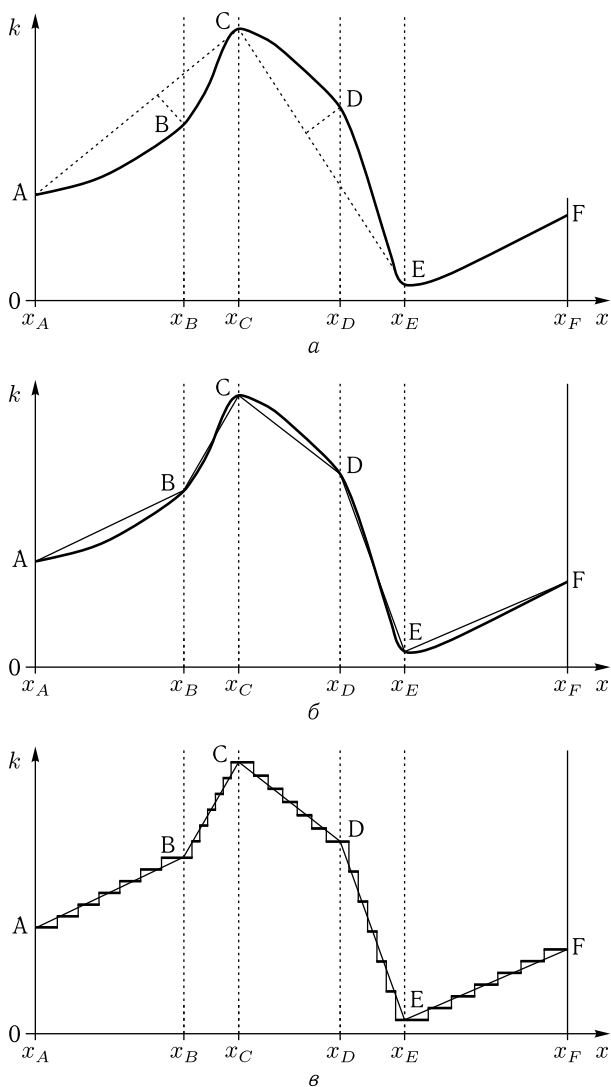 k
C
D
B
A
E
F
0
x_A x_B x_C x_D x_E x_F x
а
k
C
D
B
A
E
F
0
x_A x_B x_C x_D x_E x_F x
б
k
C
D
B
A
E
F
0
x_A x_B x_C x_D x_E x_F x
в